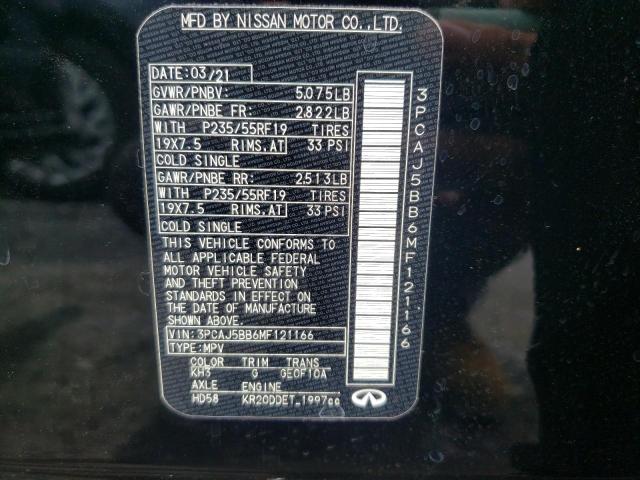 MFD BY NISSAN MOTOR CO.,LTD.
DATE: 03/21
GVWR/PNBV: 5,075LB
GAWR/PNBE FR: 2,822LB
WITH P235/55RF19 TIRES
19X7.5 RIMS.AT 33 PSI
COLD SINGLE
GAWR/PNBE RR: 2,513LB
WITH P235/55RF19 TIRES
19X7.5 RIMS.AT 33 PSI
COLD SINGLE
THIS VEHICLE CONFORMS TO
ALL APPLICABLE FEDERAL
MOTOR VEHICLE SAFETY
AND THEFT PREVENTION
STANDARDS IN EFFECT ON
THE DATE OF MANUFACTURE
SHOWN ABOVE
VIN: 3PCAJ5BB6MF121166
TYPE: MPV
COLOR TRIM TRANS
KH3 G GEOF1CA
AXLE ENGINE
HD58 KR20DDET 1997cc
3PCAJ5BB6MF121166